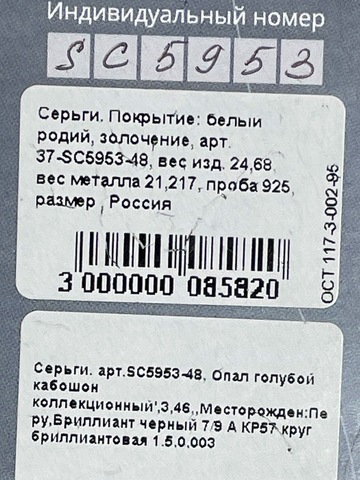 Индивидуальный номер
SC5953
Серьги. Покрытие: белый
родий, золочение, арт.
37-SC5953-48, вес изд. 24,68,
вес металла 21,217, проба 925,
размер , Россия
ОСТ 117-3-002-95
3 000000 085820
Серьги. арт.SC5953-48, Опал голубой
кабошон
коллекционный',3,46,,Месторожден:Пе
ру,Бриллиант черный 7/9 А КР57 круг
бриллиантовая 1.5,0,003